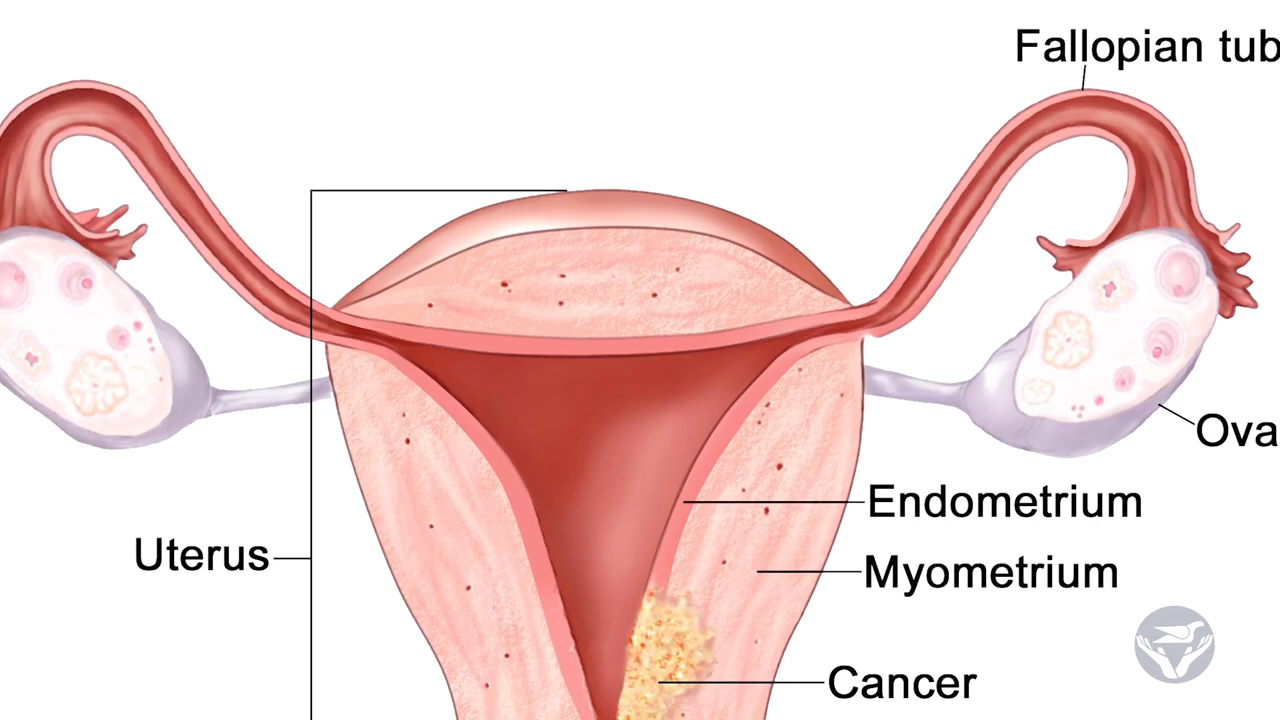 Fallopian tub
Ova
Endometrium
Uterus
Myometrium
Cancer